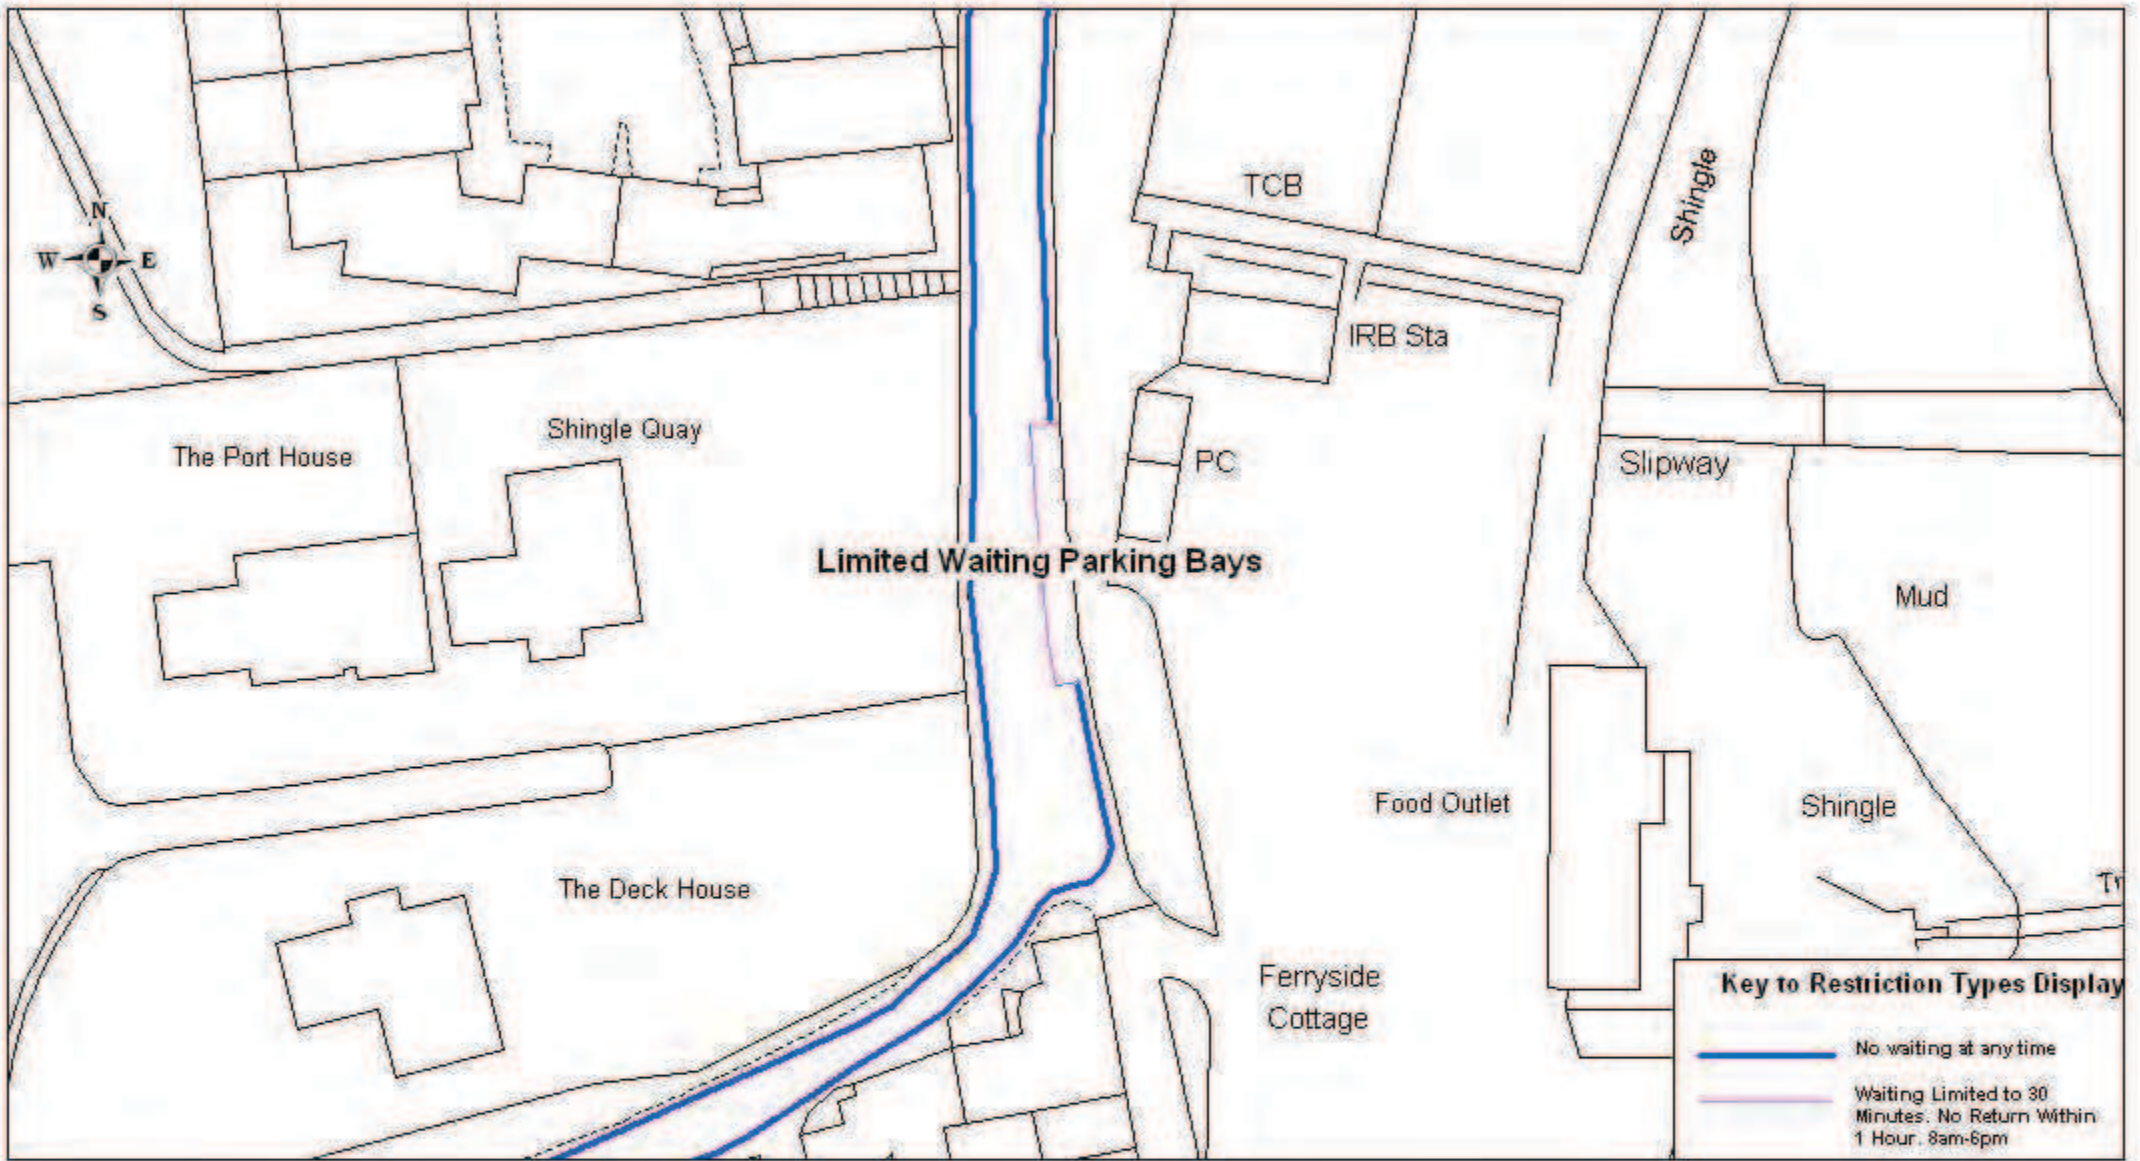 TCB
Shingle
N
W E
S
IRB Sta
Shingle Quay
The Port House
PC
Slipway
Limited Waiting Parking Bays
Mud
Food Outlet
Shingle
The Deck House
Tr
Ferryside
Cottage
Key to Restriction Types Display
No waiting at any time
Waiting Limited to 30
Minutes. No Return Within
1 Hour. 8am-6pm